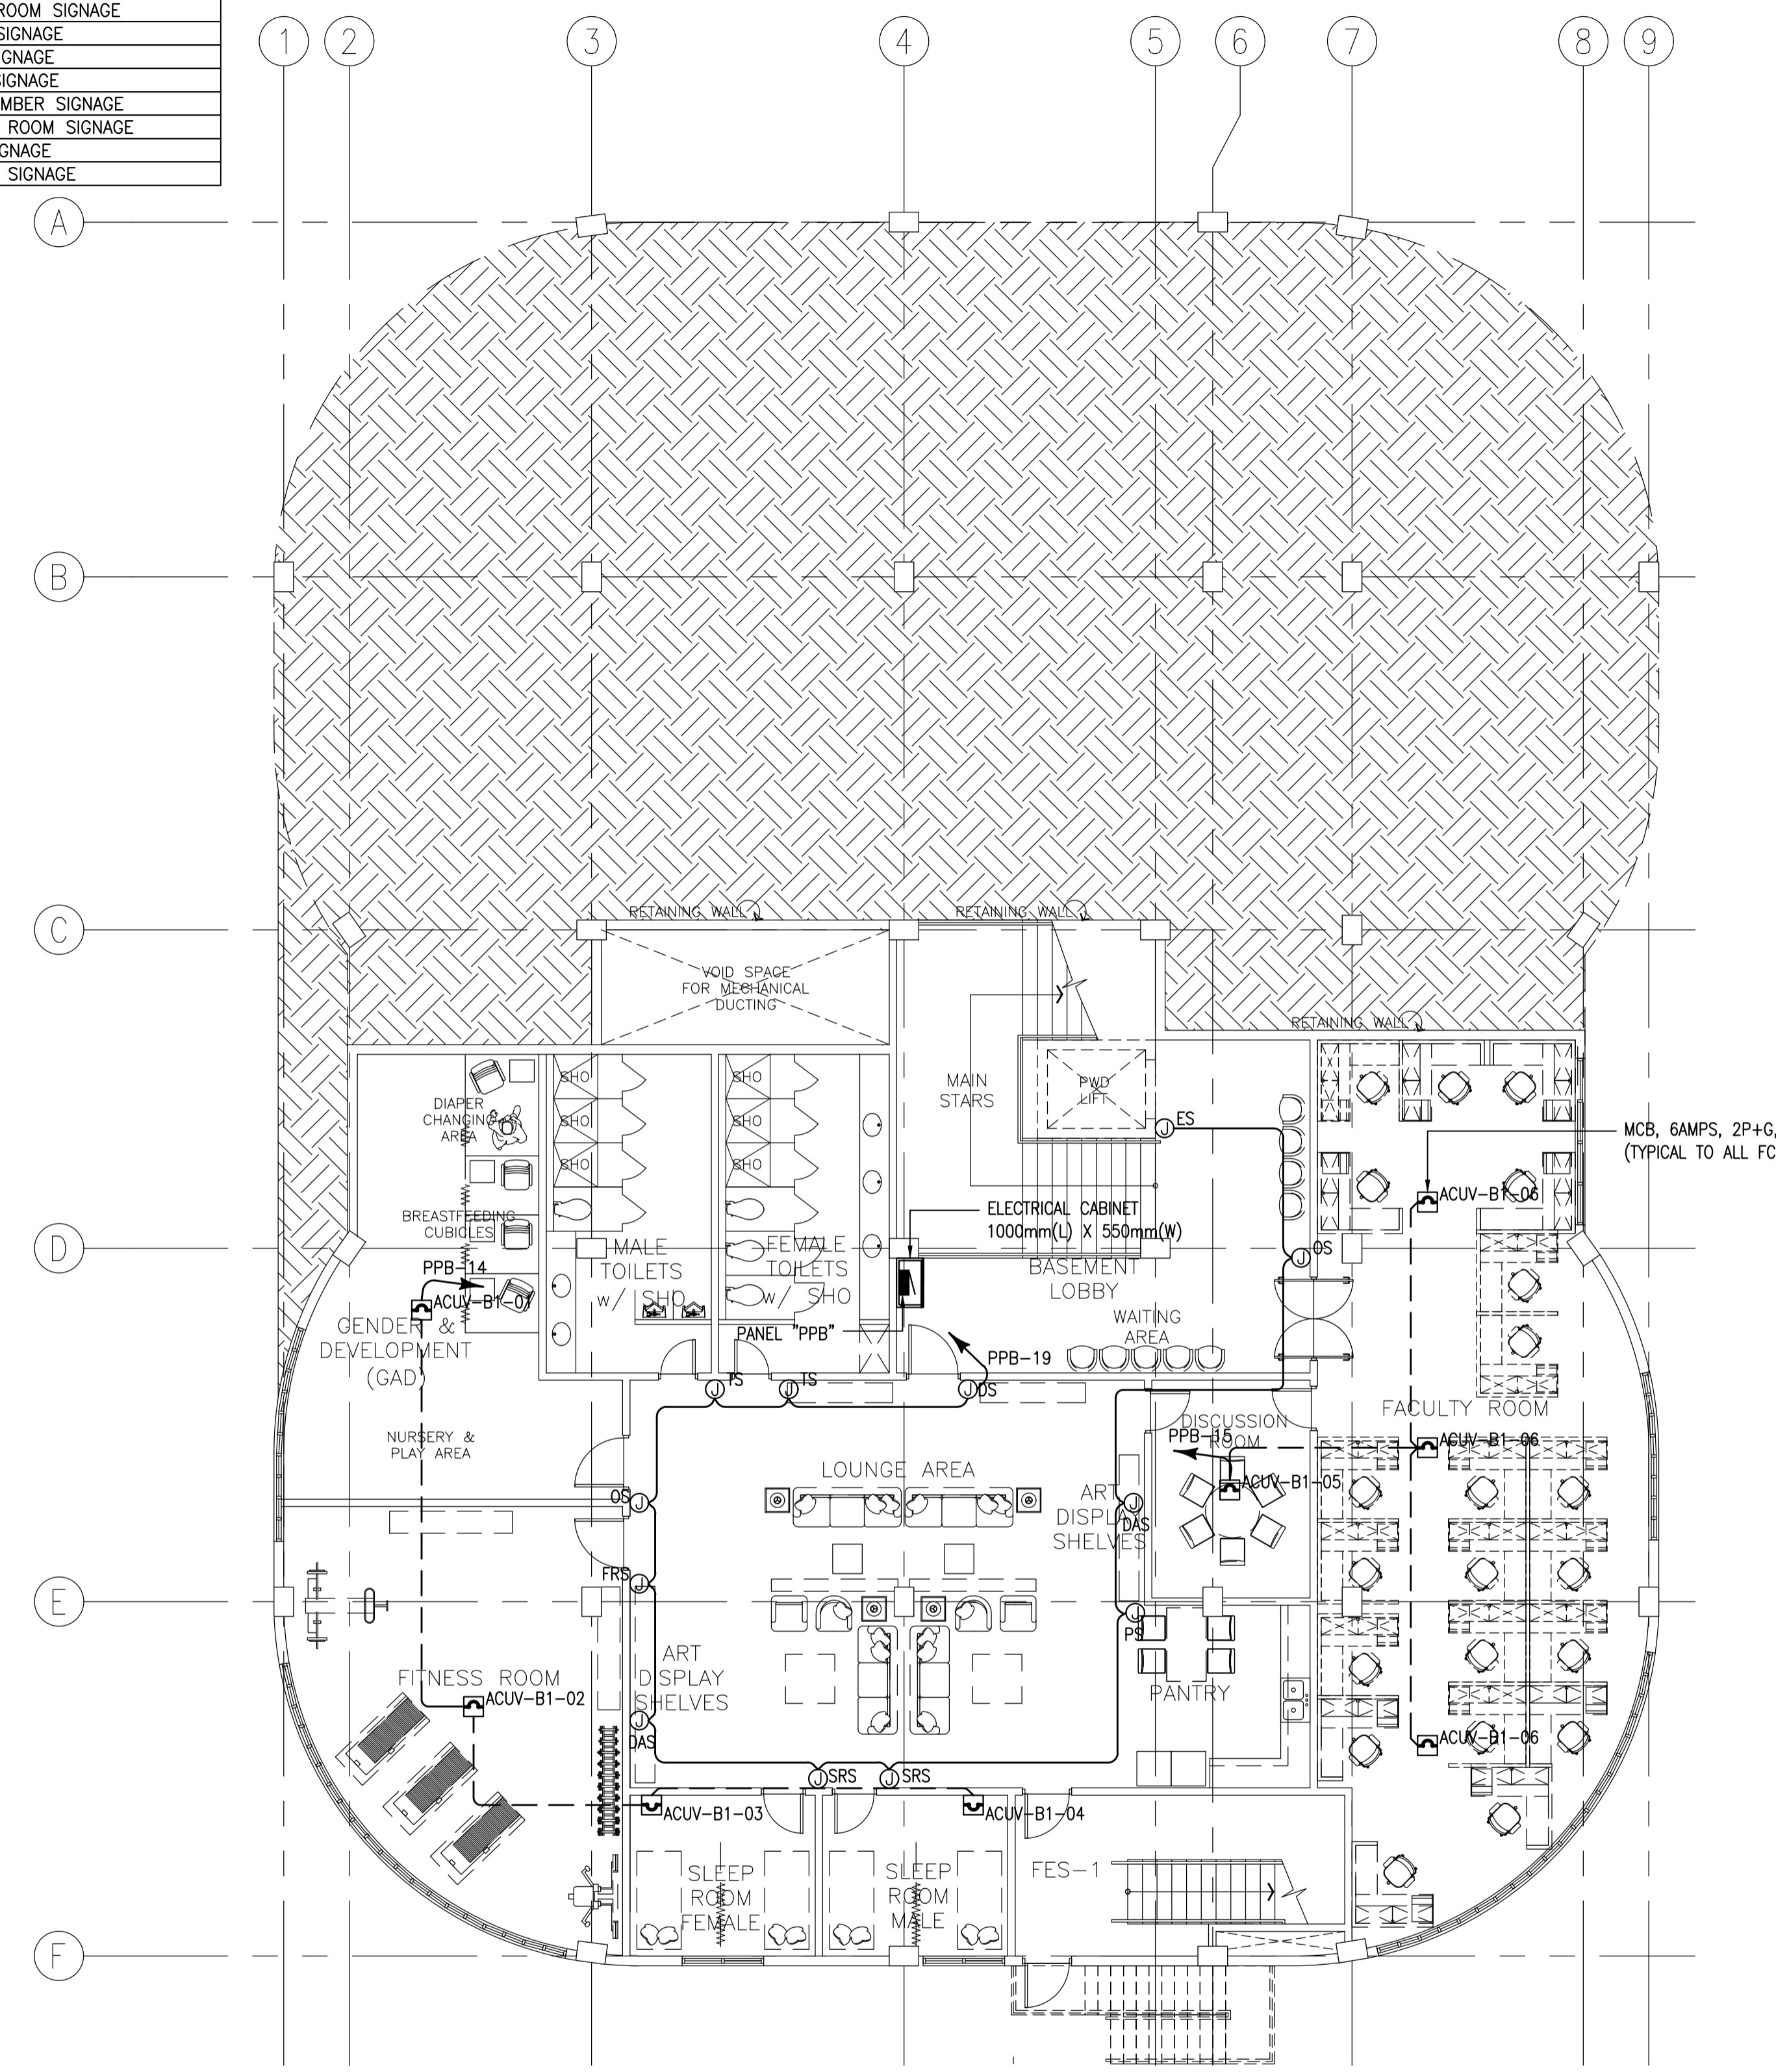 ROOM SIGNAGE
SIGNAGE
SIGNAGE
SIGNAGE
MBER SIGNAGE
ROOM SIGNAGE
GNAGE
SIGNAGE
1
2
3
4
5
6
7
8
9
A
B
C
D
E
F
RETAINING WALL
RETAINING WALL
RETAINING WALL
VOID SPACE
FOR MECHANICAL
DUCTING
MAIN
STARS
PWD
LIFT
ES
SHO
SHO
SHO
SHO
SHO
SHO
DIAPER
CHANGING
AREA
BREASTFEEDING
CUBICLES
MCB, 6AMPS, 2P+G,
(TYPICAL TO ALL FC
ACUV-B1-06
ELECTRICAL CABINET
1000mm(L) X 550mm(W)
MALE
TOILETS
w/ SHO
FEMALE
TOILETS
w/ SHO
OS
BASEMENT
LOBBY
PPB-14
ACUV-B1-01
GENDER &
DEVELOPMENT
(GAD)
PANEL "PPB"
WAITING
AREA
PPB-19
TS
TS
OS
NURSERY &
PLAY AREA
FACULTY ROOM
DISCUSSION
ROOM
PPB-15
ACUV-B1-06
ACUV-B1-05
LOUNGE AREA
OS
ART
DISPLAY
SHELVES
DAS
FRS
PS
ART
DISPLAY
SHELVES
DAS
FITNESS ROOM
ACUV-B1-02
PANTRY
ACUV-B1-06
SRS
SRS
ACUV-B1-03
ACUV-B1-04
SLEEP
ROOM
FEMALE
SLEEP
ROOM
MALE
FES-1